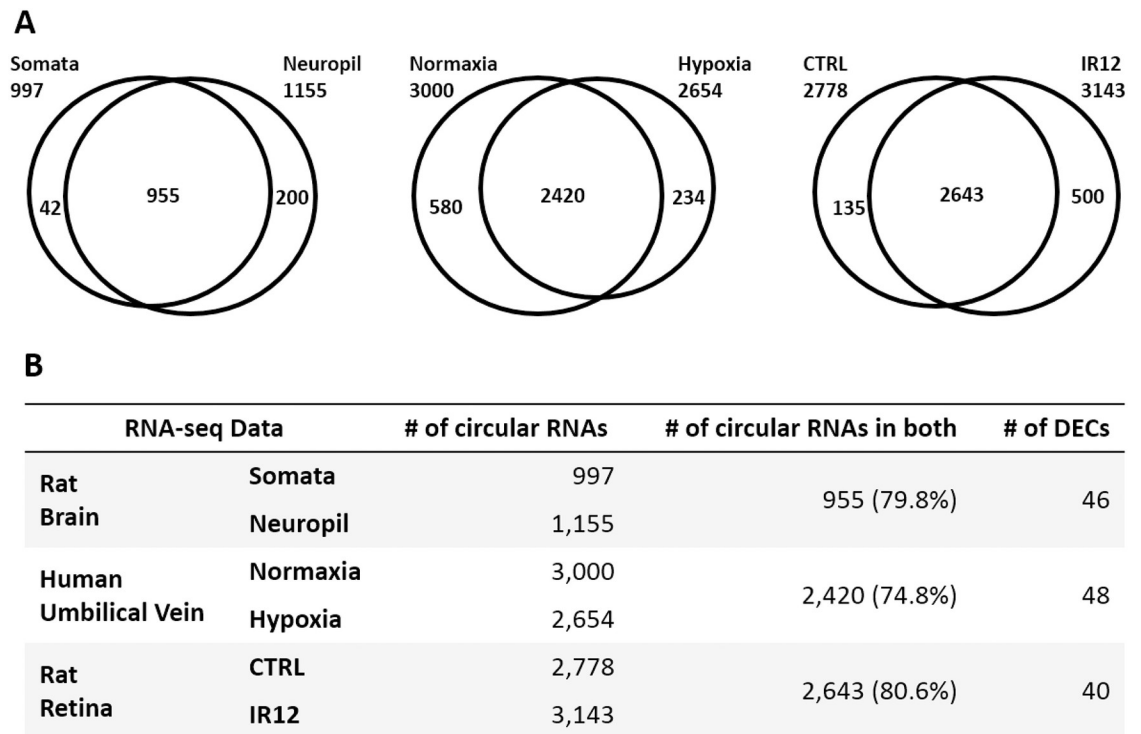 A
Somata
997
Neuropil
1155
42
955
200
Normaxia
3000
Hypoxia
2654
580
2420
234
CTRL
2778
IR12
3143
135
2643
500
B
RNA-seq Data # of circular RNAs # of circular RNAs in both # of DECs
Rat
Brain
Somata 997
Neuropil 1,155
955 (79.8%) 46
Human
Umbilical Vein
Normaxia 3,000
Hypoxia 2,654
2,420 (74.8%) 48
Rat
Retina
CTRL 2,778
IR12 3,143
2,643 (80.6%) 40